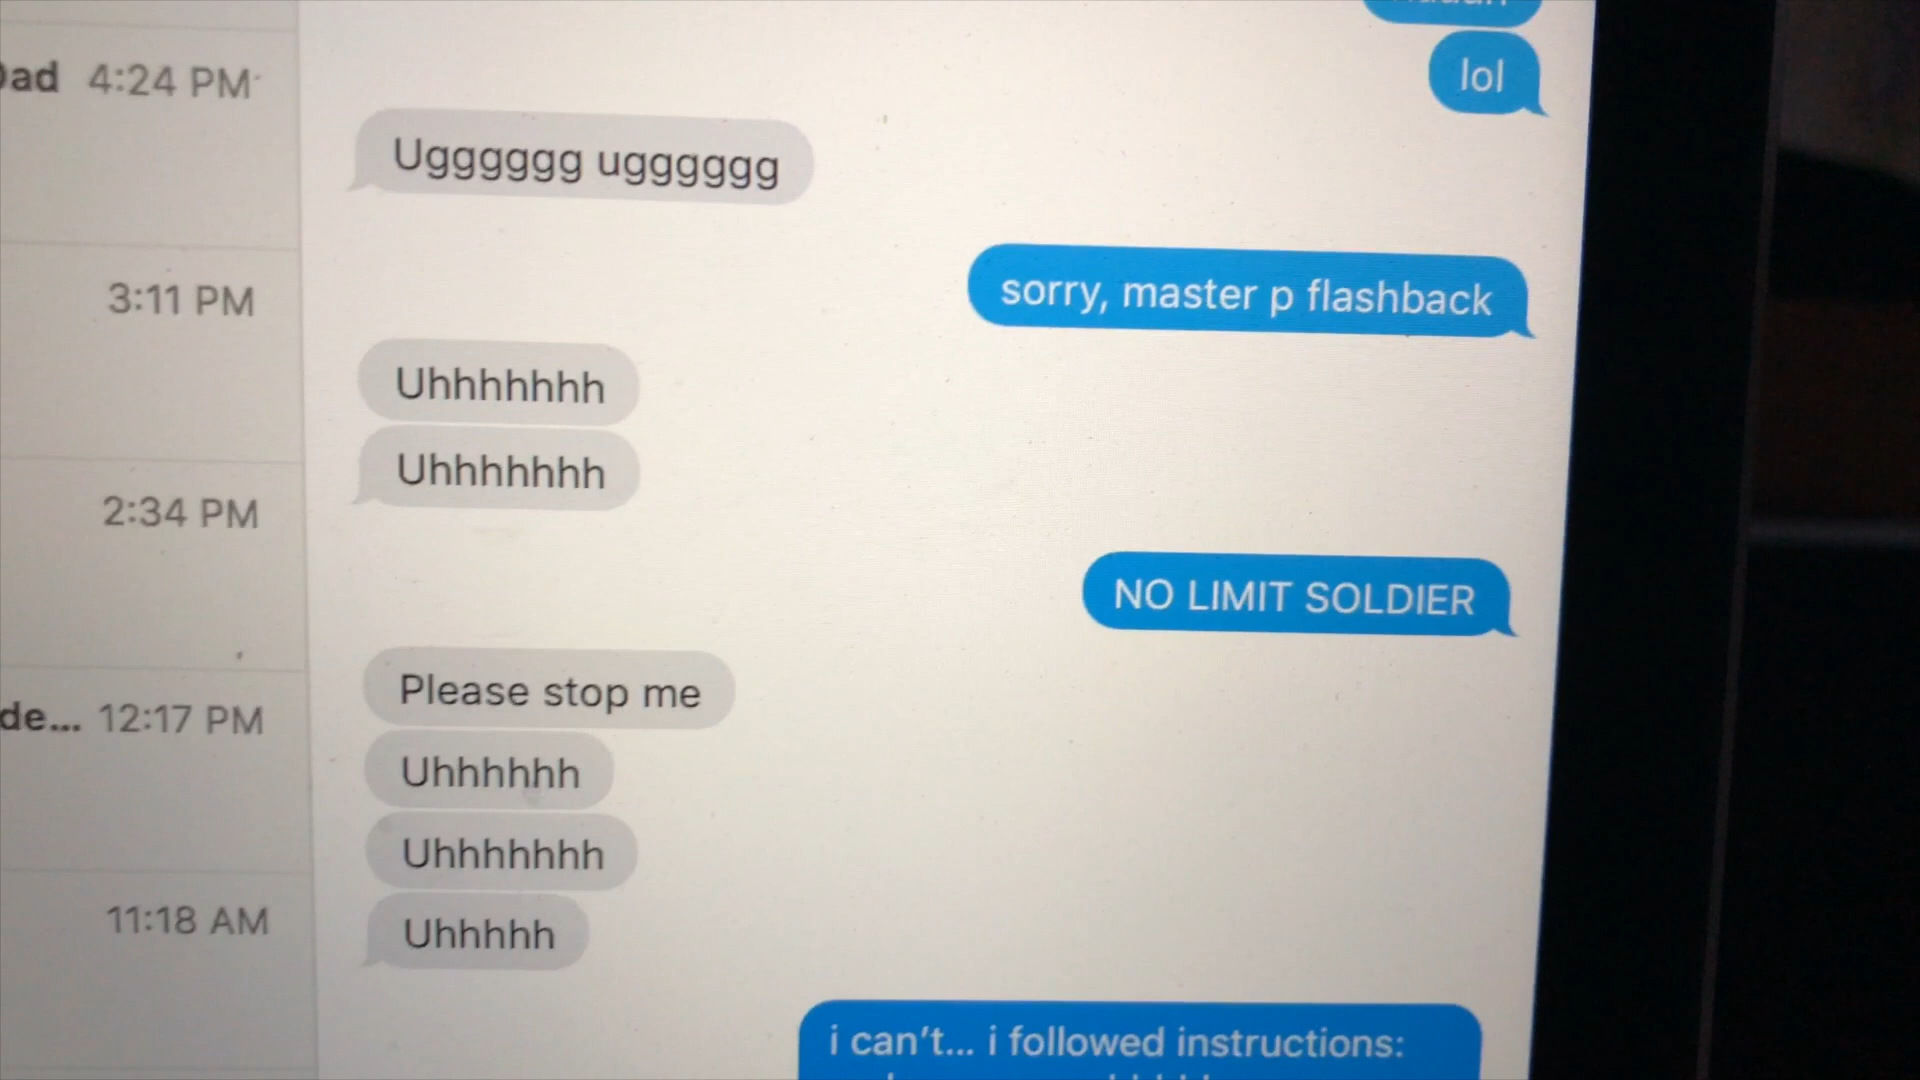 lol
Dad 4:24 PM
Ugggggg ugggggg
sorry, master p flashback
3:11 PM
Uhhhhhhh
Uhhhhhhh
2:34 PM
NO LIMIT SOLDIER
Please stop me
de... 12:17 PM
Uhhhhhh
Uhhhhhhh
11:18 AM
Uhhhhh
i can't... i followed instructions: